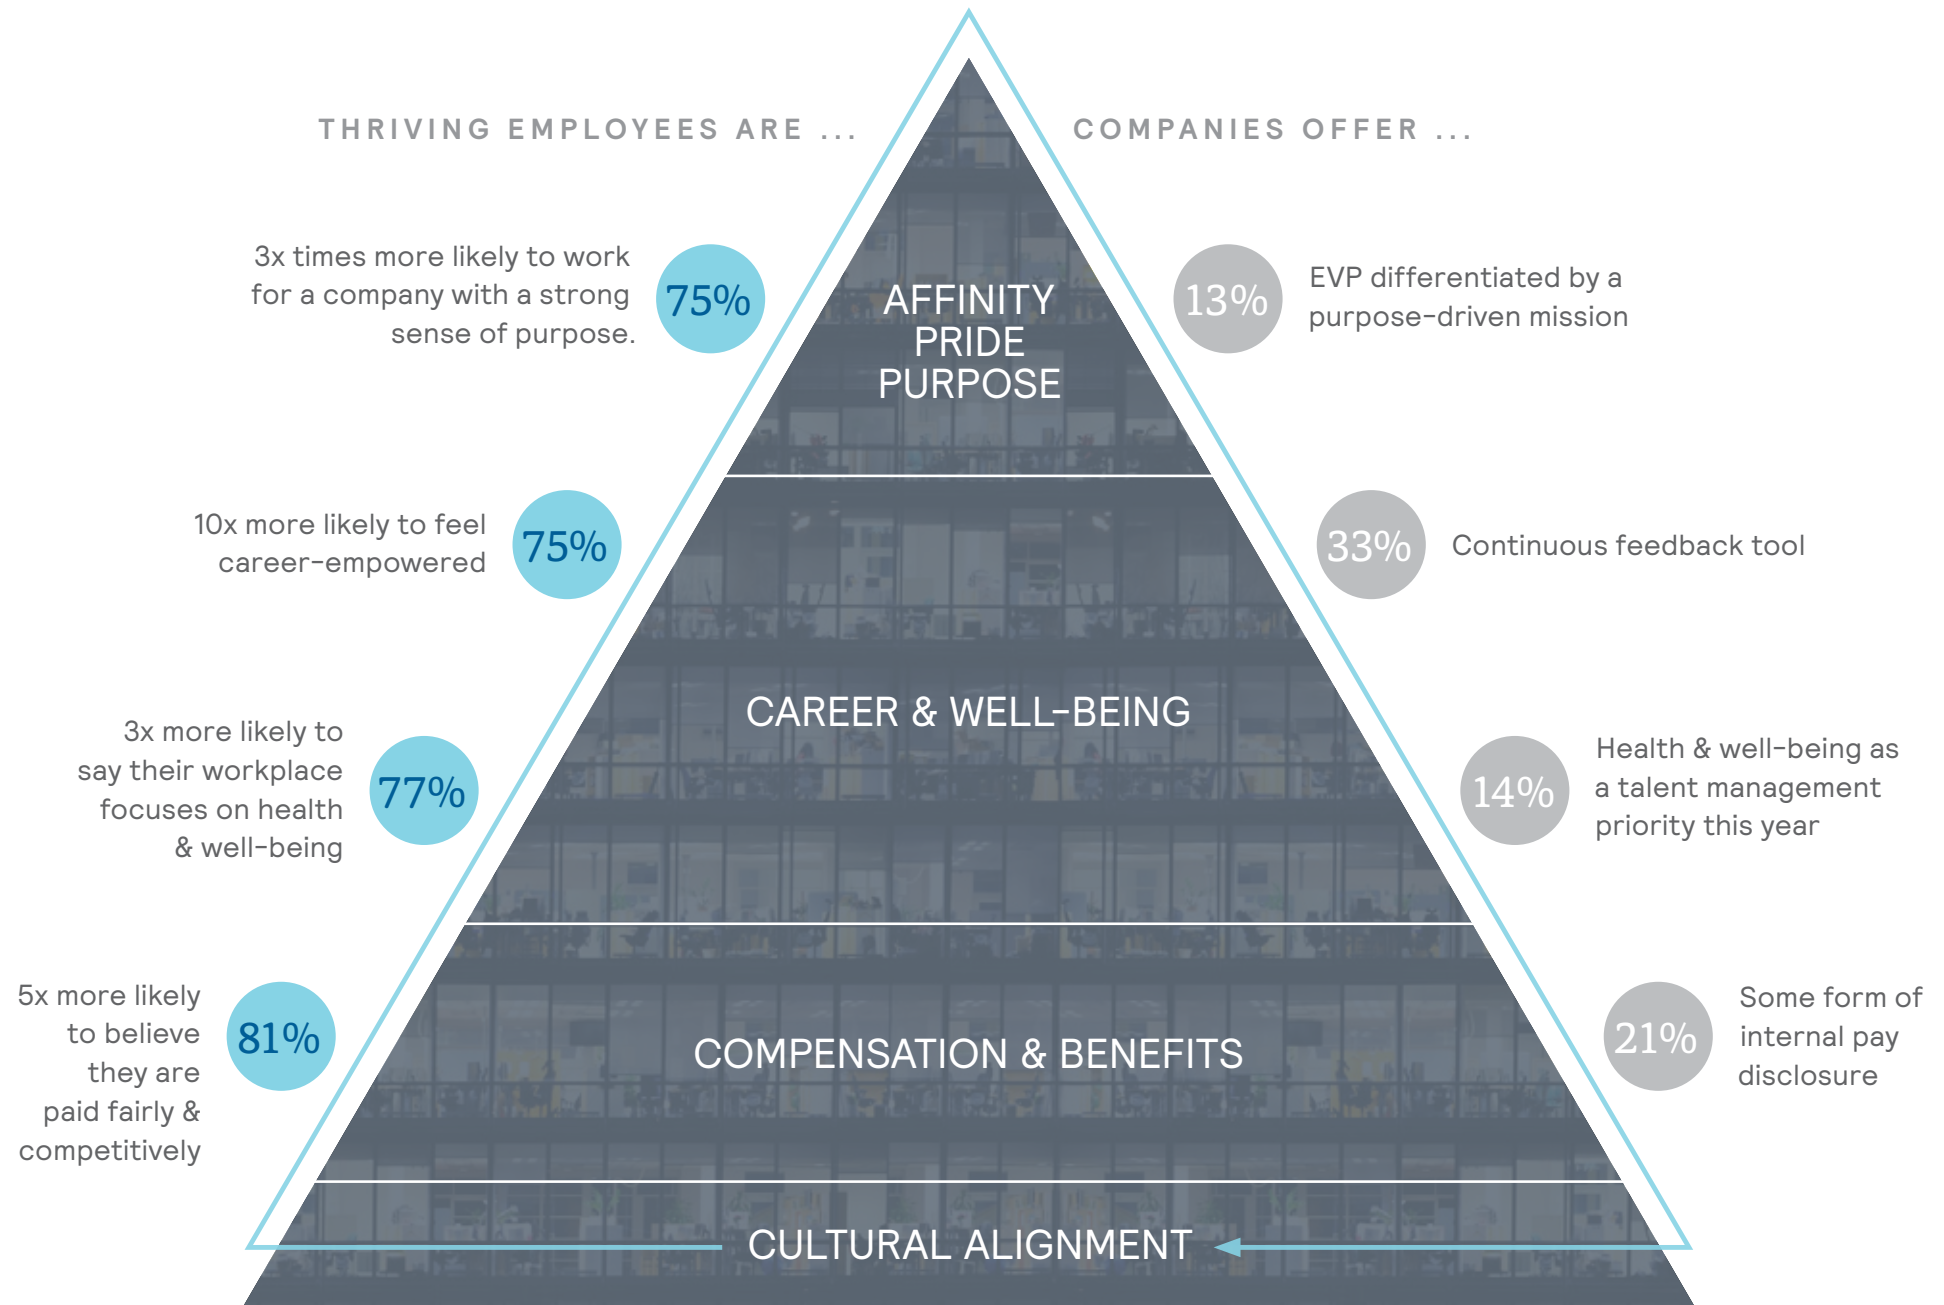 THRIVING EMPLOYEES ARE ...
COMPANIES OFFER ...
3x times more likely to work
for a company with a strong
sense of purpose.
75%
AFFINITY
PRIDE
PURPOSE
13%
EVP differentiated by a
purpose-driven mission
10x more likely to feel
career-empowered
75%
33%
Continuous feedback tool
3x more likely to
say their workplace
focuses on health
& well-being
77%
CAREER & WELL-BEING
14%
Health & well-being as
a talent management
priority this year
5x more likely
to believe
they are
paid fairly &
competitively
81%
COMPENSATION & BENEFITS
21%
Some form of
internal pay
disclosure
CULTURAL ALIGNMENT